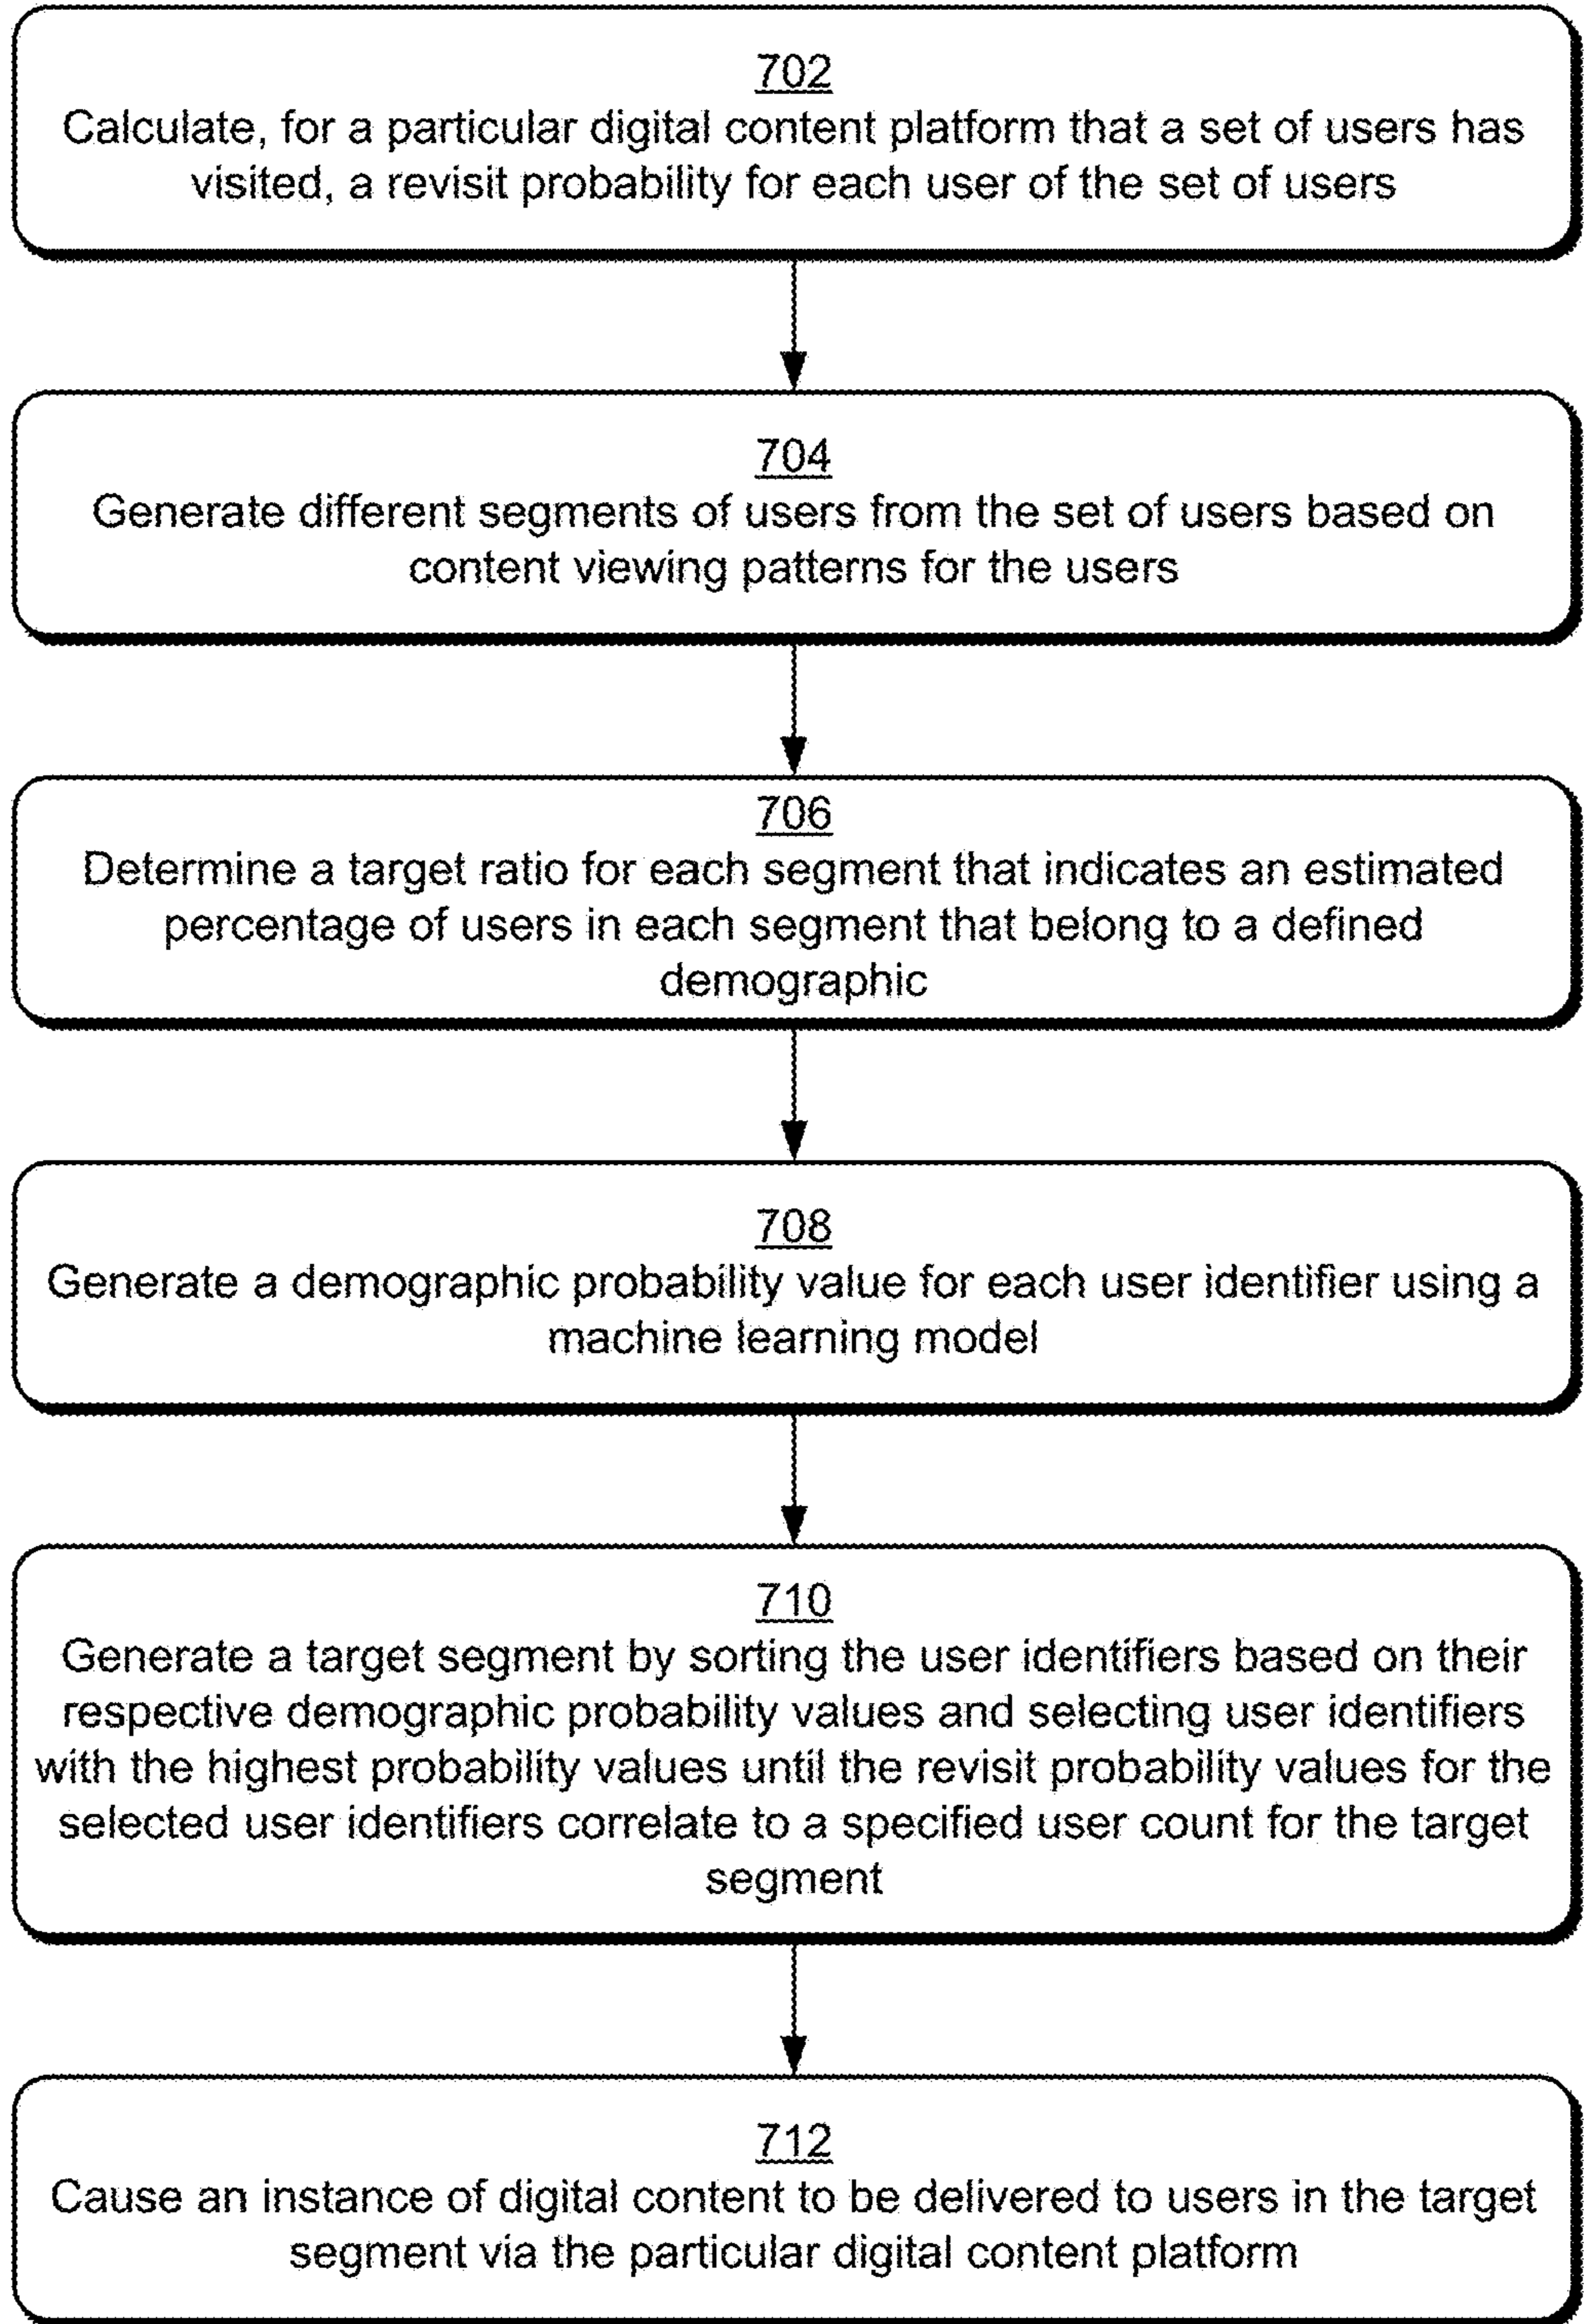 702
Calculate, for a particular digital content platform that a set of users has
visited, a revisit probability for each user of the set of users
704
Generate different segments of users from the set of users based on
content viewing patterns for the users
706
Determine a target ratio for each segment that indicates an estimated
percentage of users in each segment that belong to a defined
demographic
708
Generate a demographic probability value for each user identifier using a
machine learning model
710
Generate a target segment by sorting the user identifiers based on their
respective demographic probability values and selecting user identifiers
with the highest probability values until the revisit probability values for the
selected user identifiers correlate to a specified user count for the target
segment
712
Cause an instance of digital content to be delivered to users in the target
segment via the particular digital content platform